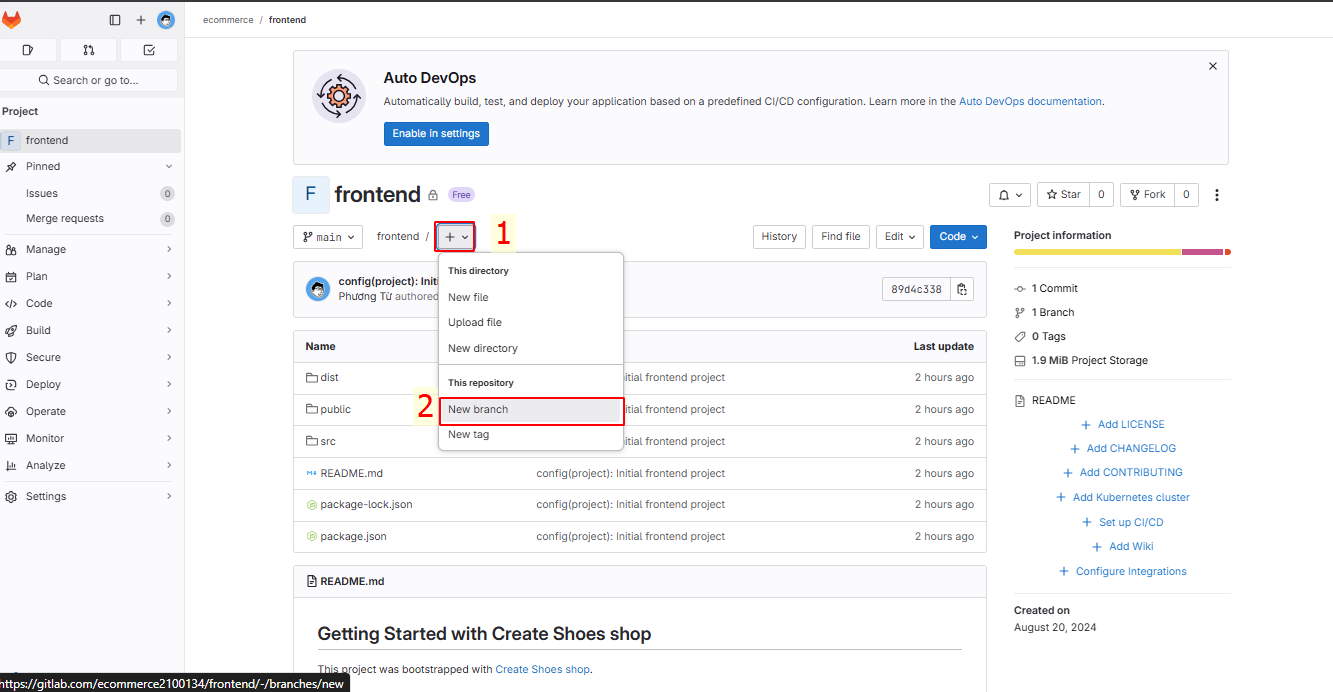 ecommerce / frontend
Search or go to...
Project
F frontend
Pinned
Issues 0
Merge requests 0
Manage
Plan
Code
Build
Secure
Deploy
Operate
Monitor
Analyze
Settings
Auto DevOps
Automatically build, test, and deploy your application based on a predefined CI/CD configuration. Learn more in the Auto DevOps documentation.
Enable in settings
F frontend Free
Star 0
Fork 0
main
frontend / +
1
History
Find file
Edit
Code
config(project): Initi
Phương Từ authored
89d4c338
This directory
New file
Upload file
New directory
This repository
2
New branch
New tag
Name Last update
dist itial frontend project 2 hours ago
public itial frontend project 2 hours ago
src itial frontend project 2 hours ago
README.md config(project): Initial frontend project 2 hours ago
package-lock.json config(project): Initial frontend project 2 hours ago
package.json config(project): Initial frontend project 2 hours ago
README.md
Getting Started with Create Shoes shop
This project was bootstrapped with Create Shoes shop.
Project information
1 Commit
1 Branch
0 Tags
1.9 MiB Project Storage
README
+ Add LICENSE
+ Add CHANGELOG
+ Add CONTRIBUTING
+ Add Kubernetes cluster
+ Set up CI/CD
+ Add Wiki
+ Configure Integrations
Created on
August 20, 2024
https://gitlab.com/ecommerce2100134/frontend/-/branches/new